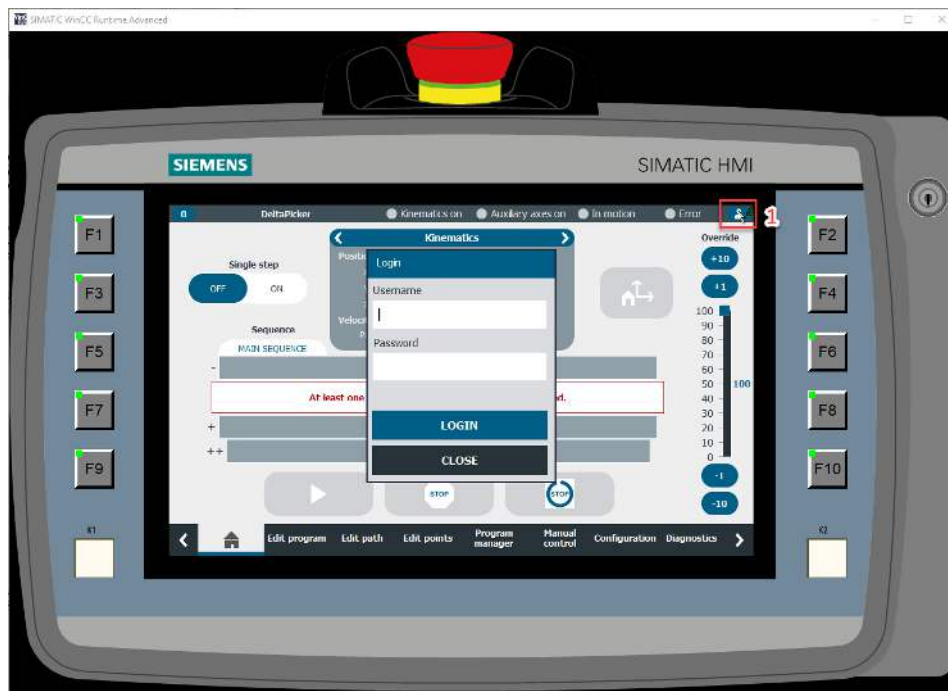 SIMATIC WinCC Runtime Advanced
SIEMENS
SIMATIC HMI
F1
F3
F5
F7
F9
K1
F2
F4
F6
F8
F10
K2
DeltaPicker
Kinematics on
Auxiliary axes on
In motion
Error
1
Kinematics
Single step
OFF
ON
Sequence
MAIN SEQUENCE
-
At least one
+
++
Login
Username
Password
LOGIN
CLOSE
STOP
STOP
Override
+10
+1
100
90
80
70
60
50
40
30
20
10
0
100
-1
-10
Edit program
Edit path
Edit points
Program
manager
Manual
control
Configuration
Diagnostics